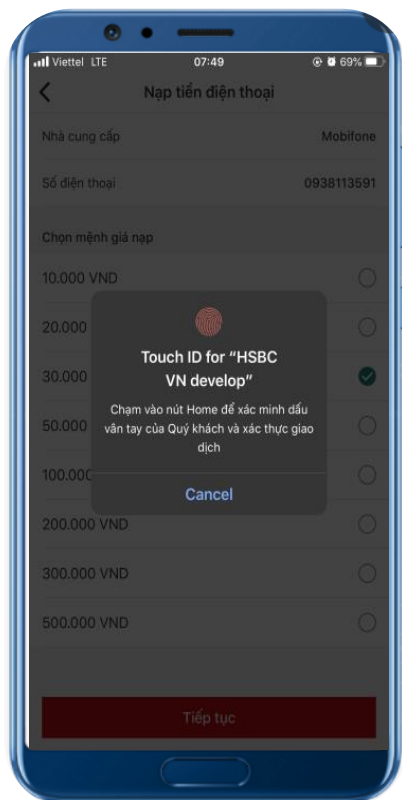 Viettel LTE 07:49 69%
Nạp tiền điện thoại
Nhà cung cấp Mobifone
Số điện thoại 0938113591
Chọn mệnh giá nạp
10.000 VND
20.000
30.000
50.000
100.000
200.000 VND
300.000 VND
500.000 VND
Touch ID for “HSBC
VN develop”
Chạm vào nút Home để xác minh dấu
vân tay của Quý khách và xác thực giao
dịch
Cancel
Tiếp tục